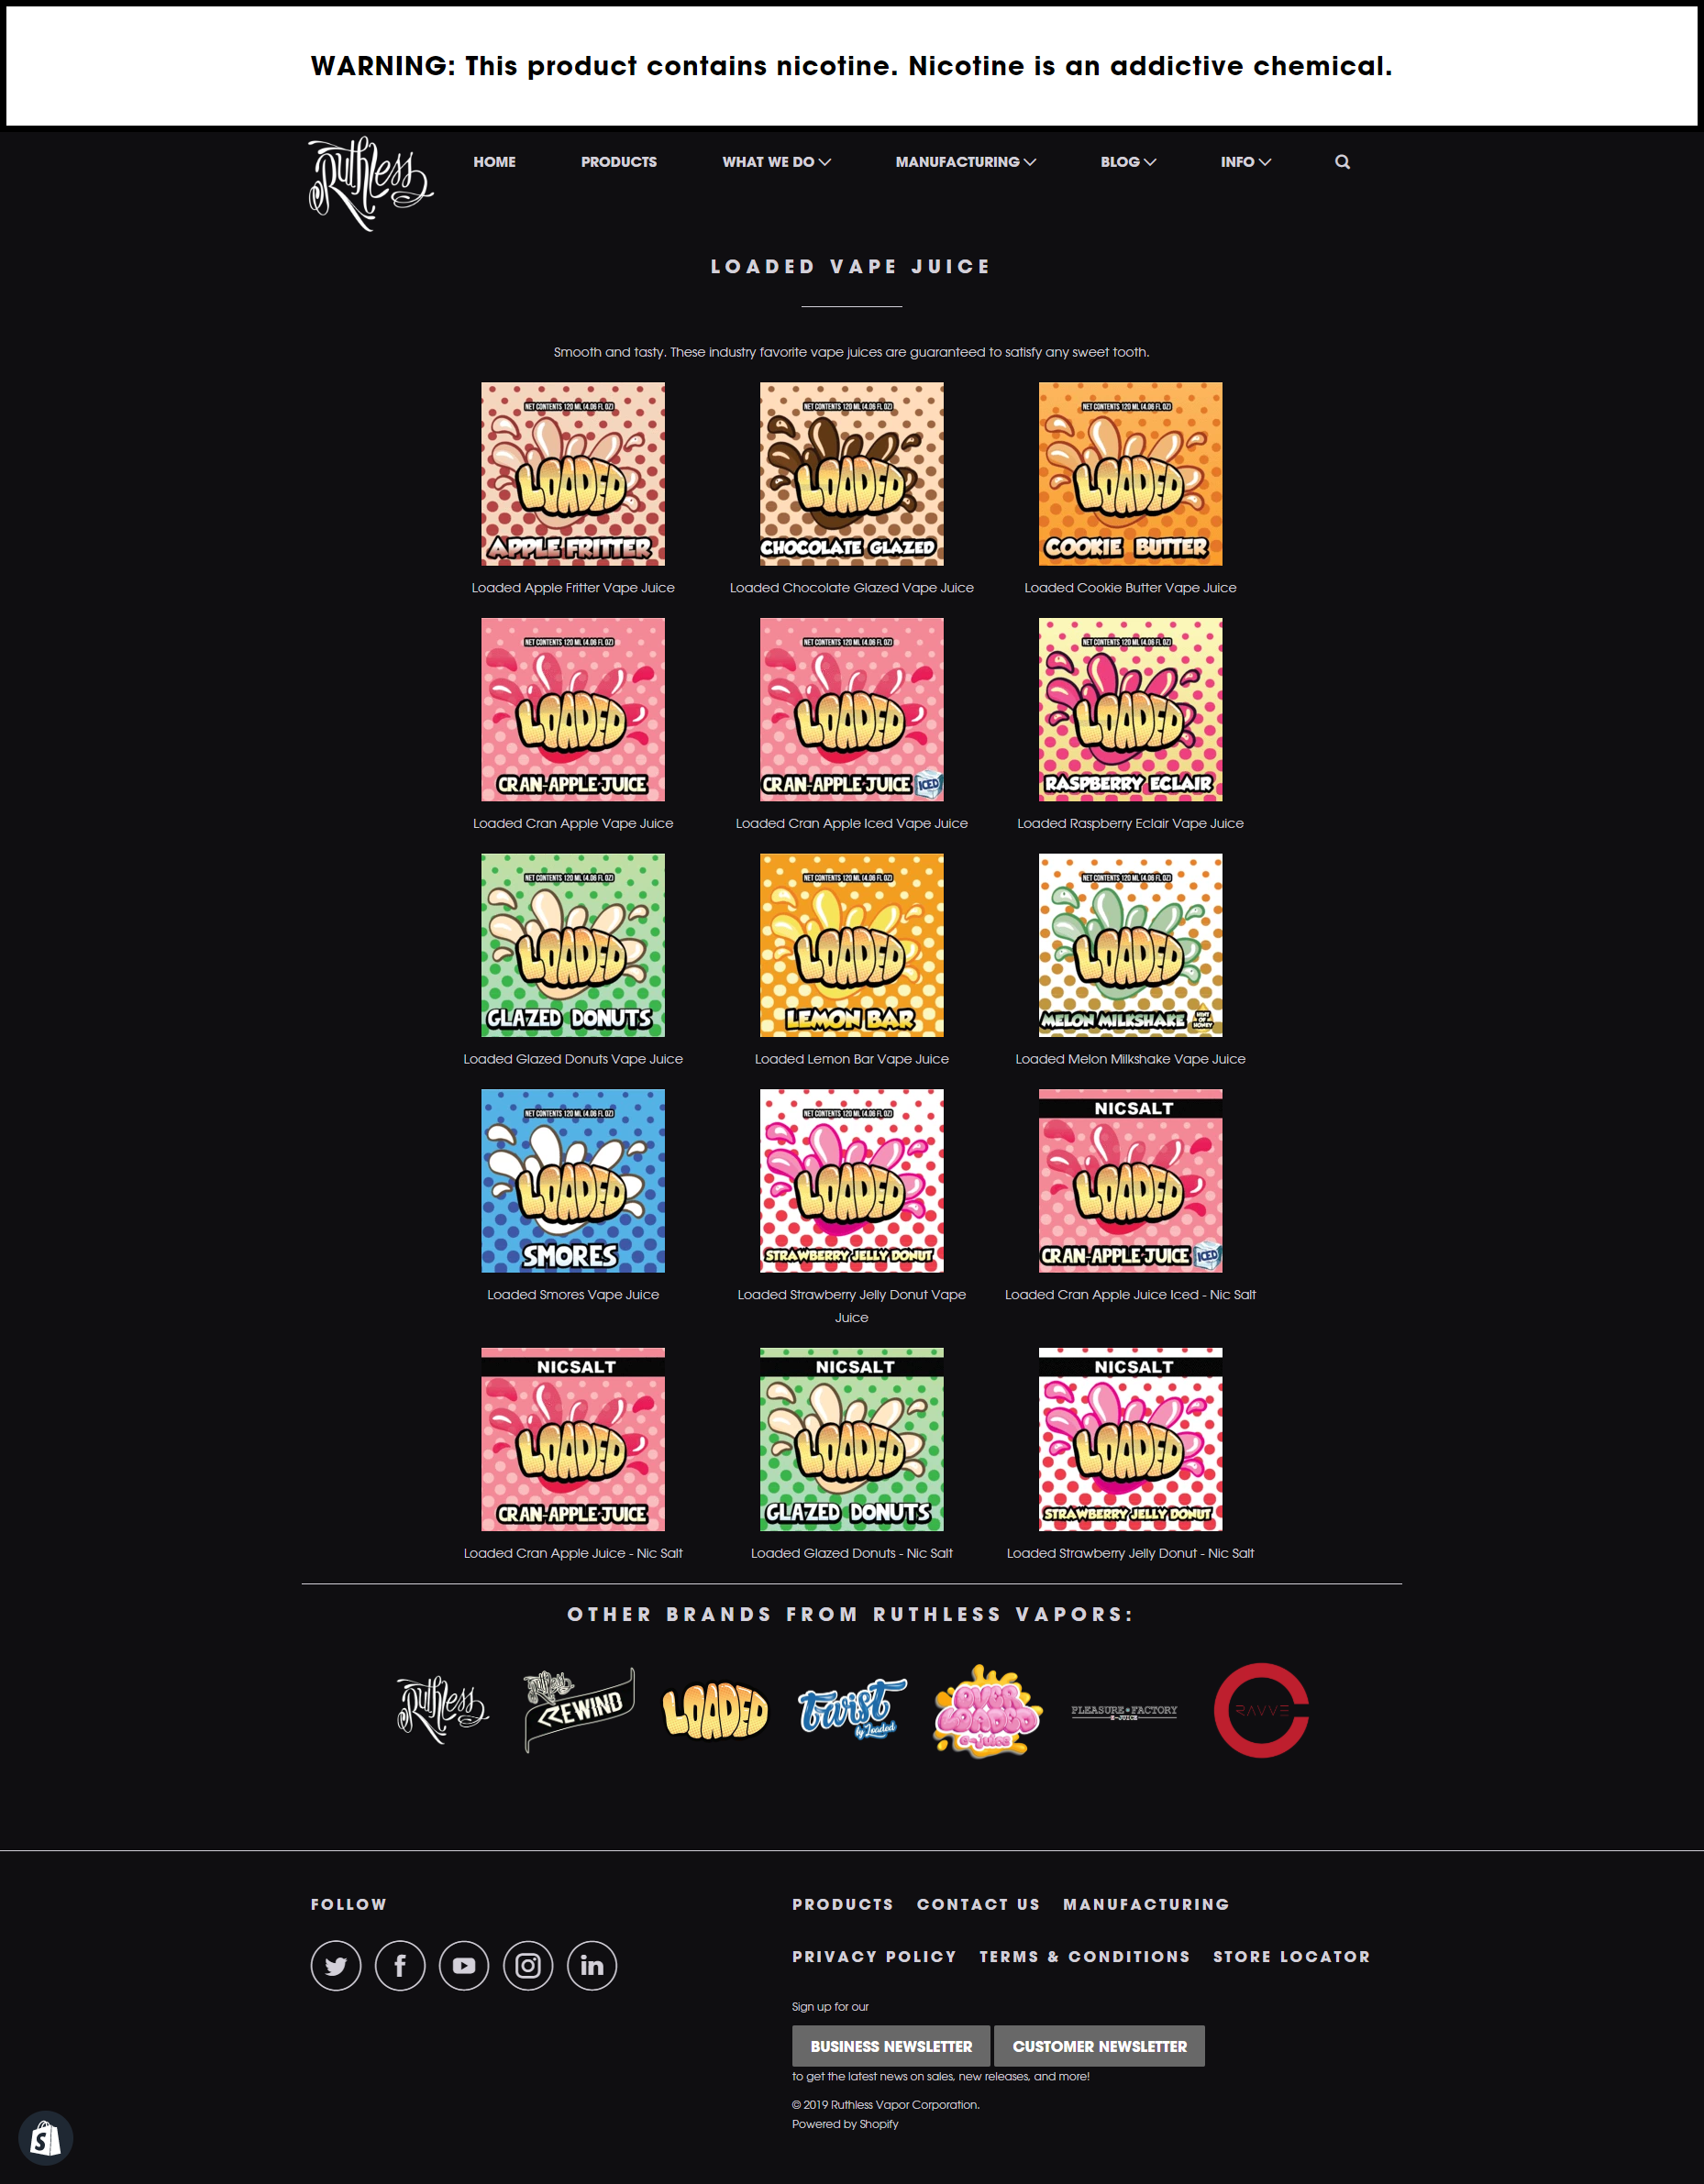 WARNING: This product contains nicotine. Nicotine is an addictive chemical.
Ruthless
HOME PRODUCTS WHAT WE DO MANUFACTURING BLOG INFO
LOADED VAPE JUICE
Smooth and tasty. These industry favorite vape juices are guaranteed to satisfy any sweet tooth.
NET CONTENTS 120 ML (4.06 FL OZ) NET CONTENTS 120 ML (4.06 FL OZ) NET CONTENTS 120 ML (4.06 FL OZ)
LOADED LOADED LOADED
APPLE FRITTER CHOCOLATE GLAZED COOKIE BUTTER
Loaded Apple Fritter Vape Juice Loaded Chocolate Glazed Vape Juice Loaded Cookie Butter Vape Juice
NET CONTENTS 120 ML (4.06 FL OZ) NET CONTENTS 120 ML (4.06 FL OZ) NET CONTENTS 120 ML (4.06 FL OZ)
LOADED LOADED LOADED
CRAN-APPLE JUICE CRAN-APPLE JUICE ICED RASPBERRY ECLAIR
Loaded Cran Apple Vape Juice Loaded Cran Apple Iced Vape Juice Loaded Raspberry Eclair Vape Juice
NET CONTENTS 120 ML (4.06 FL OZ) NET CONTENTS 120 ML (4.06 FL OZ) NET CONTENTS 120 ML (4.06 FL OZ)
LOADED LOADED LOADED
GLAZED DONUTS LEMON BAR MELON MILKSHAKE HINT OF HONEY
Loaded Glazed Donuts Vape Juice Loaded Lemon Bar Vape Juice Loaded Melon Milkshake Vape Juice
NET CONTENTS 120 ML (4.06 FL OZ) NET CONTENTS 120 ML (4.06 FL OZ) NICSALT
LOADED LOADED LOADED
SMORES STRAWBERRY JELLY DONUT CRAN-APPLE JUICE ICED
Loaded Smores Vape Juice Loaded Strawberry Jelly Donut Vape Juice Loaded Cran Apple Juice Iced - Nic Salt
NICSALT NICSALT NICSALT
LOADED LOADED LOADED
CRAN-APPLE JUICE GLAZED DONUTS STRAWBERRY JELLY DONUT
Loaded Cran Apple Juice - Nic Salt Loaded Glazed Donuts - Nic Salt Loaded Strawberry Jelly Donut - Nic Salt
OTHER BRANDS FROM RUTHLESS VAPORS:
Ruthless Ruthless REWIND LOADED Twist by Loaded OVER LOADED e-juice PLEASURE FACTORY E-JUICE RAVVE
FOLLOW
PRODUCTS CONTACT US MANUFACTURING
PRIVACY POLICY TERMS & CONDITIONS STORE LOCATOR
Sign up for our
BUSINESS NEWSLETTER CUSTOMER NEWSLETTER
to get the latest news on sales, new releases, and more!
© 2019 Ruthless Vapor Corporation.
Powered by Shopify